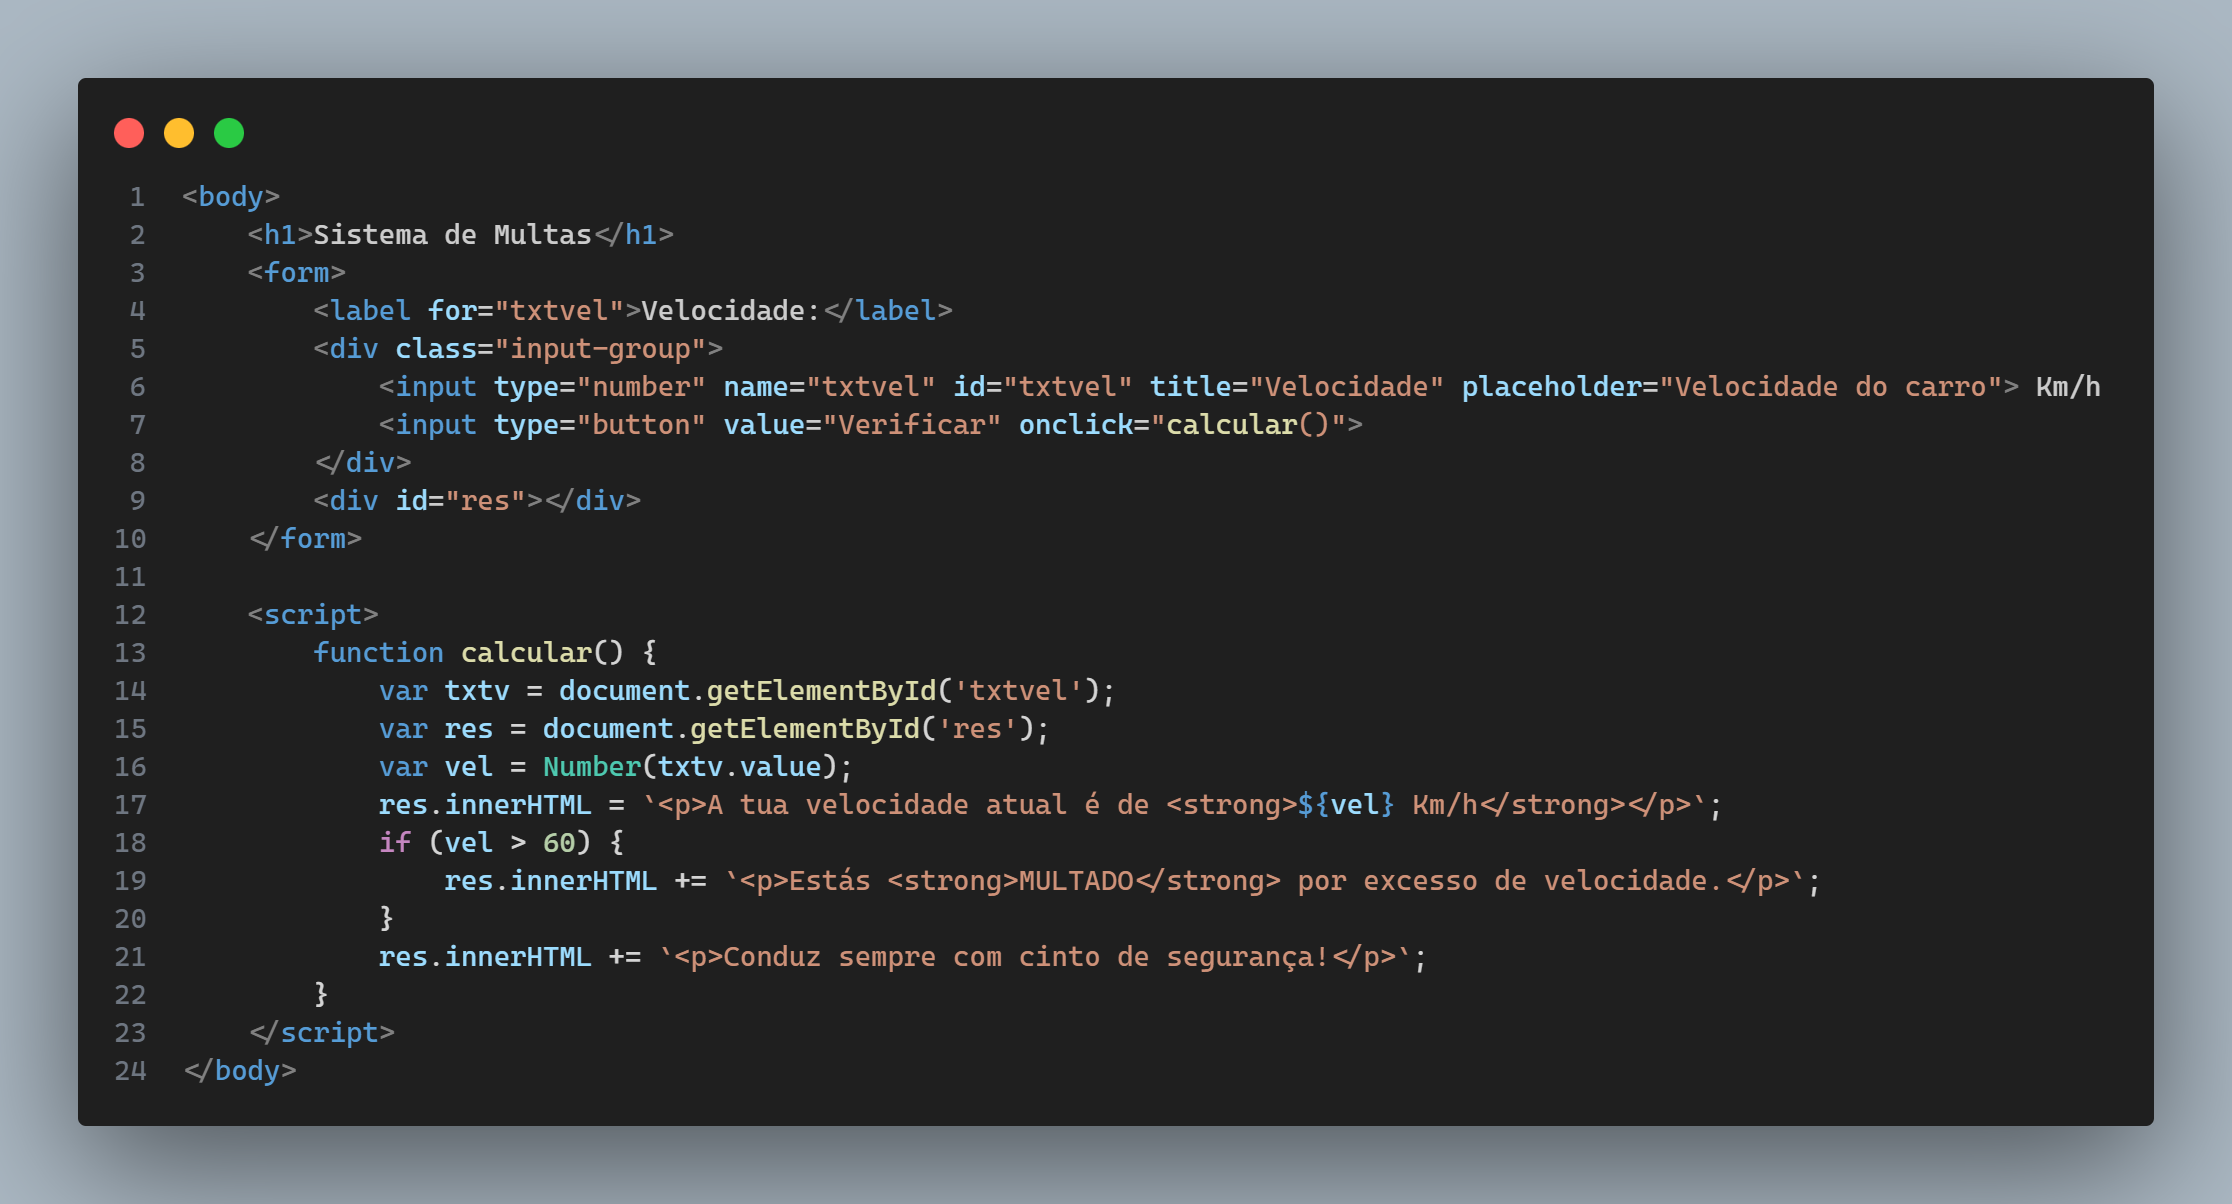 1 <body>
2     <h1>Sistema de Multas</h1>
3     <form>
4         <label for="txtvel">Velocidade:</label>
5         <div class="input-group">
6             <input type="number" name="txtvel" id="txtvel" title="Velocidade" placeholder="Velocidade do carro"> Km/h
7             <input type="button" value="Verificar" onclick="calcular()">
8         </div>
9         <div id="res"></div>
10     </form>
11
12     <script>
13         function calcular() {
14             var txtv = document.getElementById('txtvel');
15             var res = document.getElementById('res');
16             var vel = Number(txtv.value);
17             res.innerHTML = `<p>A tua velocidade atual é de <strong>${vel} Km/h</strong></p>`;
18             if (vel > 60) {
19                 res.innerHTML += `<p>Estás <strong>MULTADO</strong> por excesso de velocidade.</p>`;
20             }
21             res.innerHTML += `<p>Conduz sempre com cinto de segurança!</p>`;
22         }
23     </script>
24 </body>